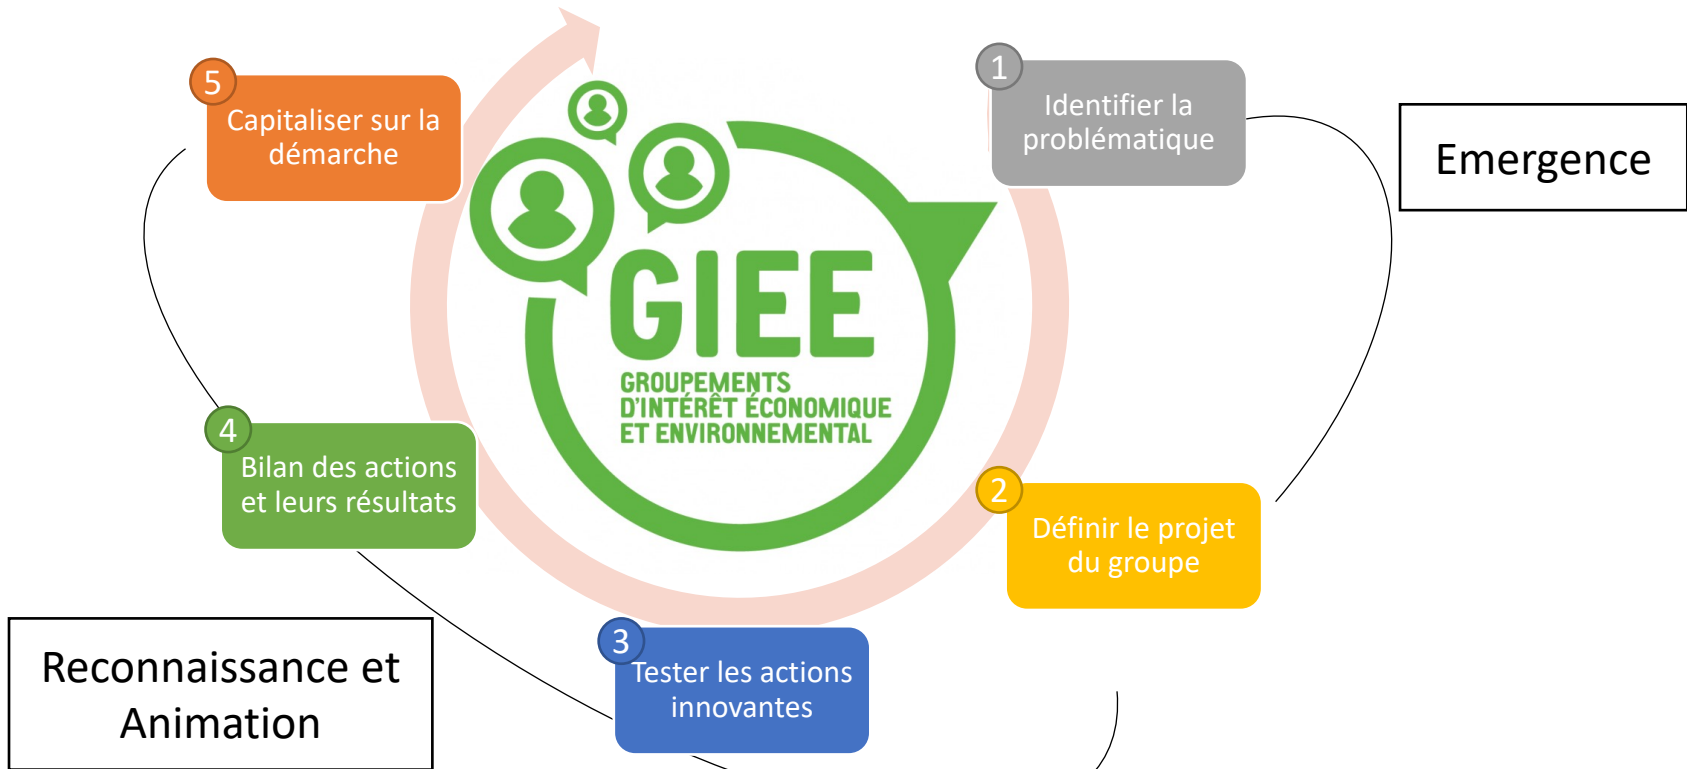 1
Identifier la
problématique
Emergence
2
Définir le projet
du groupe
3
Tester les actions
innovantes
4
Bilan des actions
et leurs résultats
5
Capitaliser sur la
démarche
Reconnaissance et
Animation
GIEE
GROUPEMENTS
D'INTÉRÊT ÉCONOMIQUE
ET ENVIRONNEMENTAL